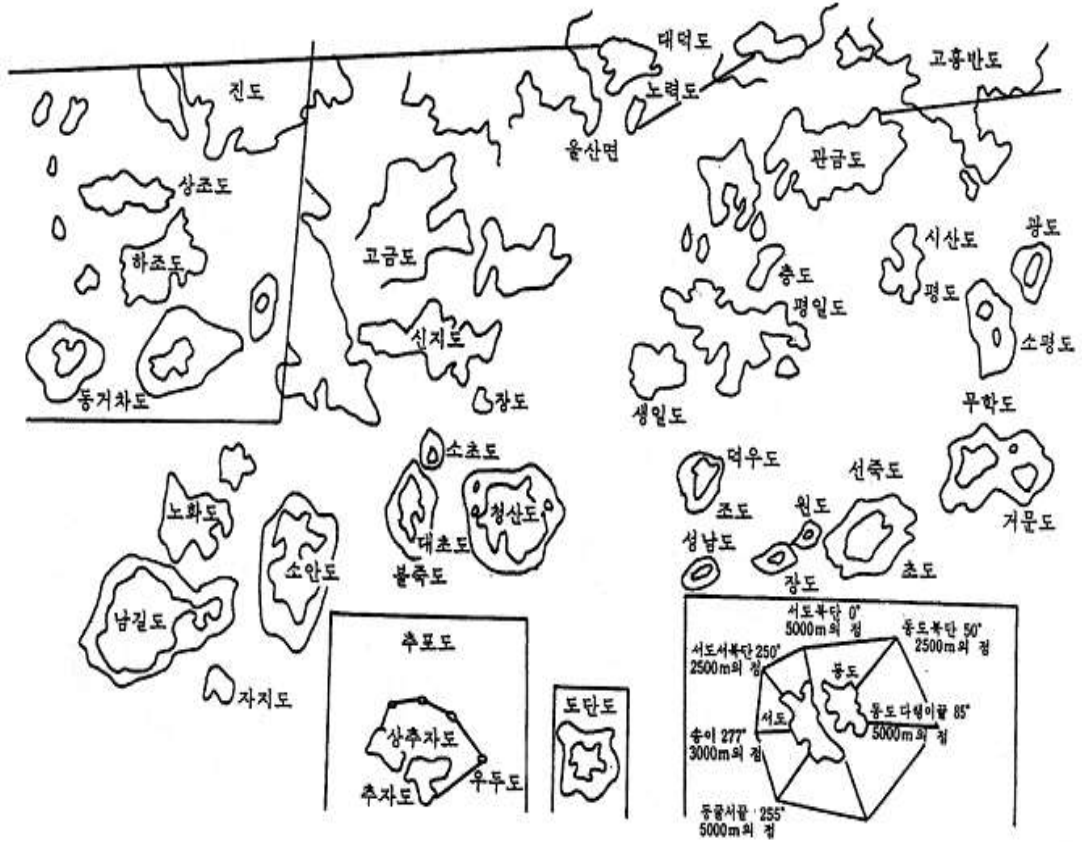 대덕도
고흥반도
진도
노력도
울산면
관금도
상조도
시산도
광도
하조도
고금도
충도
평도
평일도
신지도
소평도
동거차도
장도
생일도
무학도
소초도
덕우도
선죽도
노화도
청산도
조도
원도
거문도
대초도
성남도
소안도
불죽도
장도
초도
남길도
자지도
추포도
상추자도
추자도
우두도
도단도
서도북단 0°
5000m의 점
동도북단 50°
2500m의 점
서도서북단 250°
2500m의 점
동도
서도
동도다랭이끝 85°
5000m의 점
송이 277°
3000m의 점
동굴서끝 255°
5000m의 점